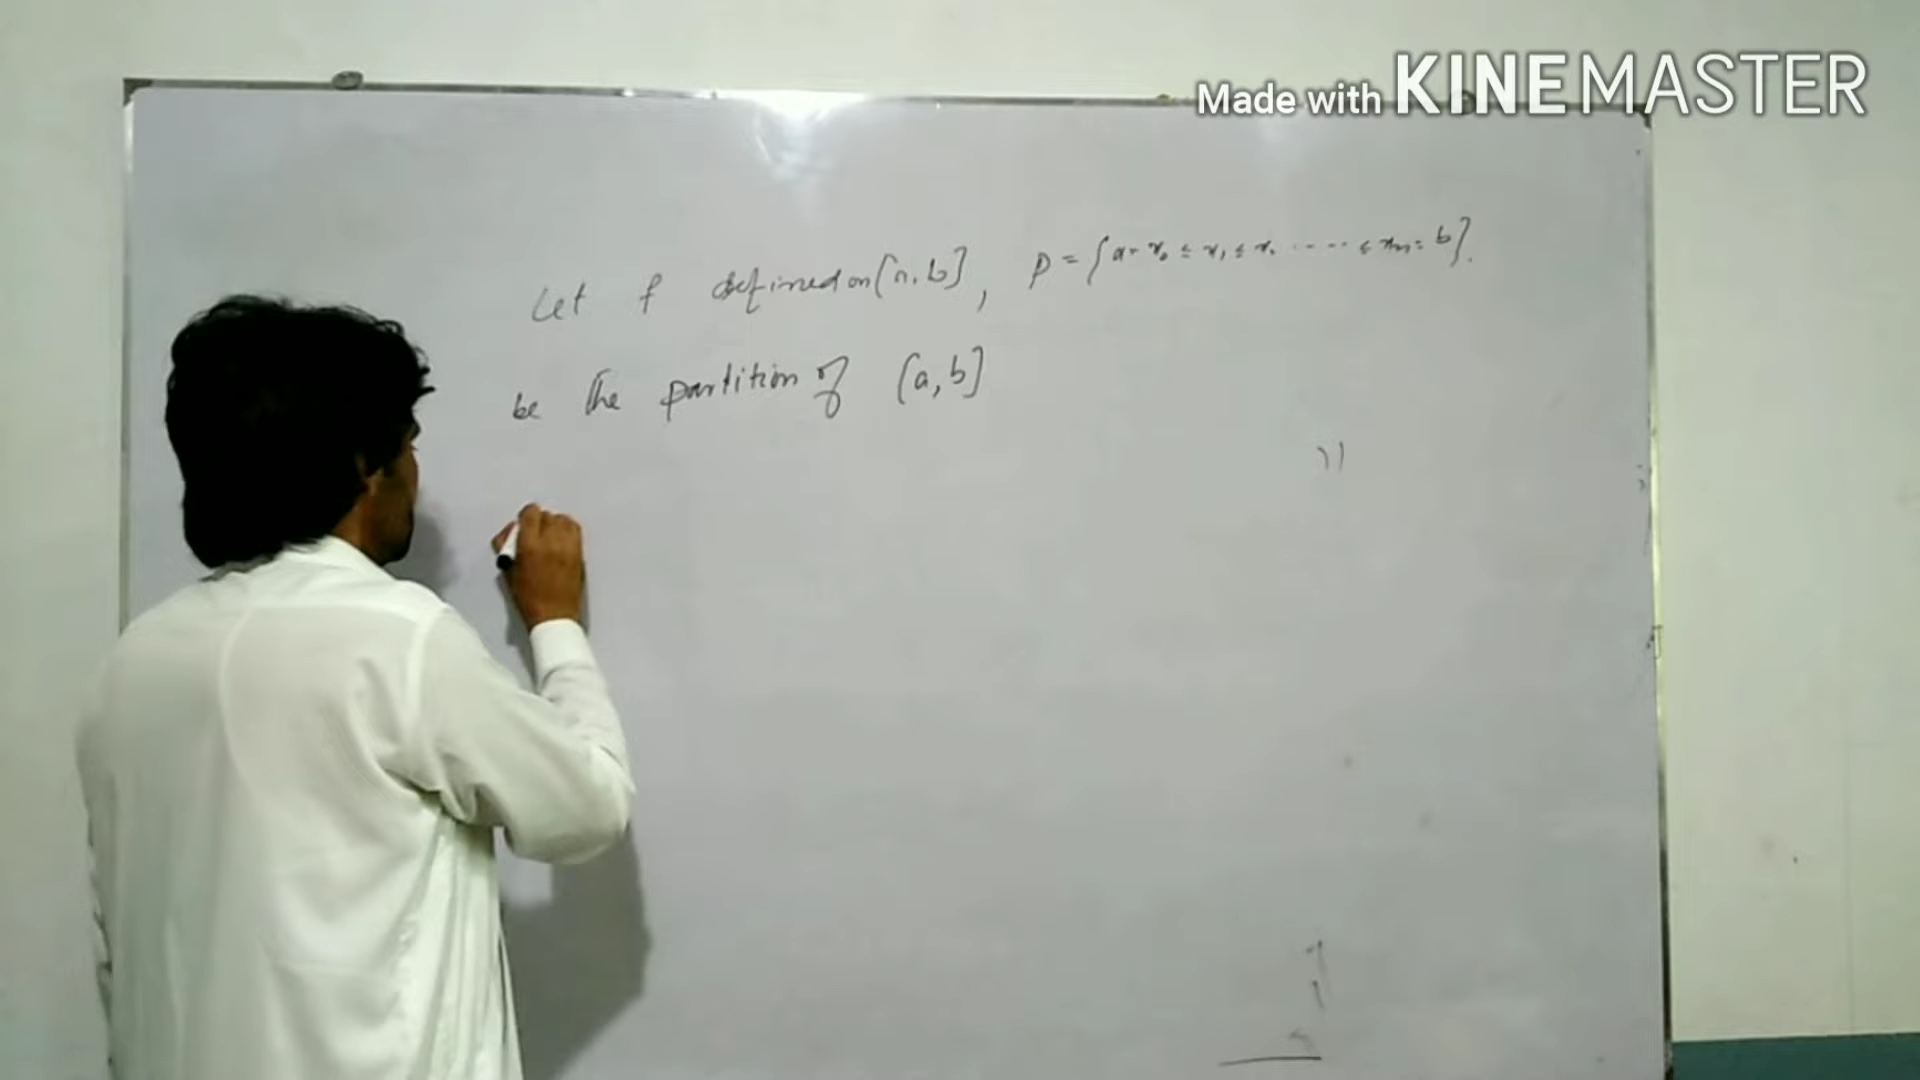 Made with KINEMASTER
Let f defined on [a, b], P = {a = x₀ ≤ x₁ ≤ x₂ ..... ≤ xₙ = b}.
be the partition of [a, b]